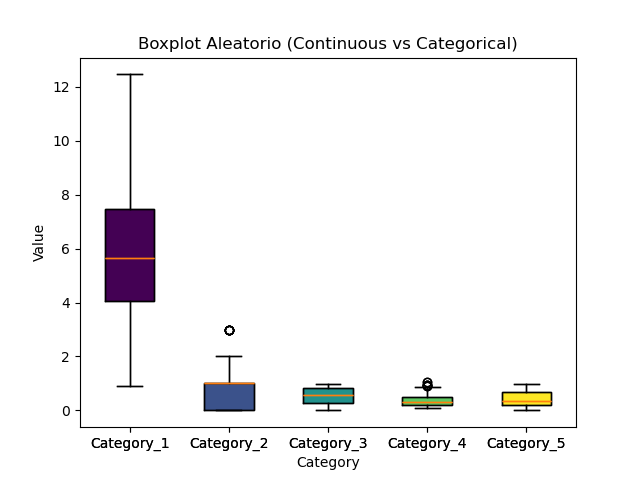 Boxplot Aleatorio (Continuous vs Categorical)
12
10
8
6
4
2
0
Value
Category_1 Category_2 Category_3 Category_4 Category_5
Category